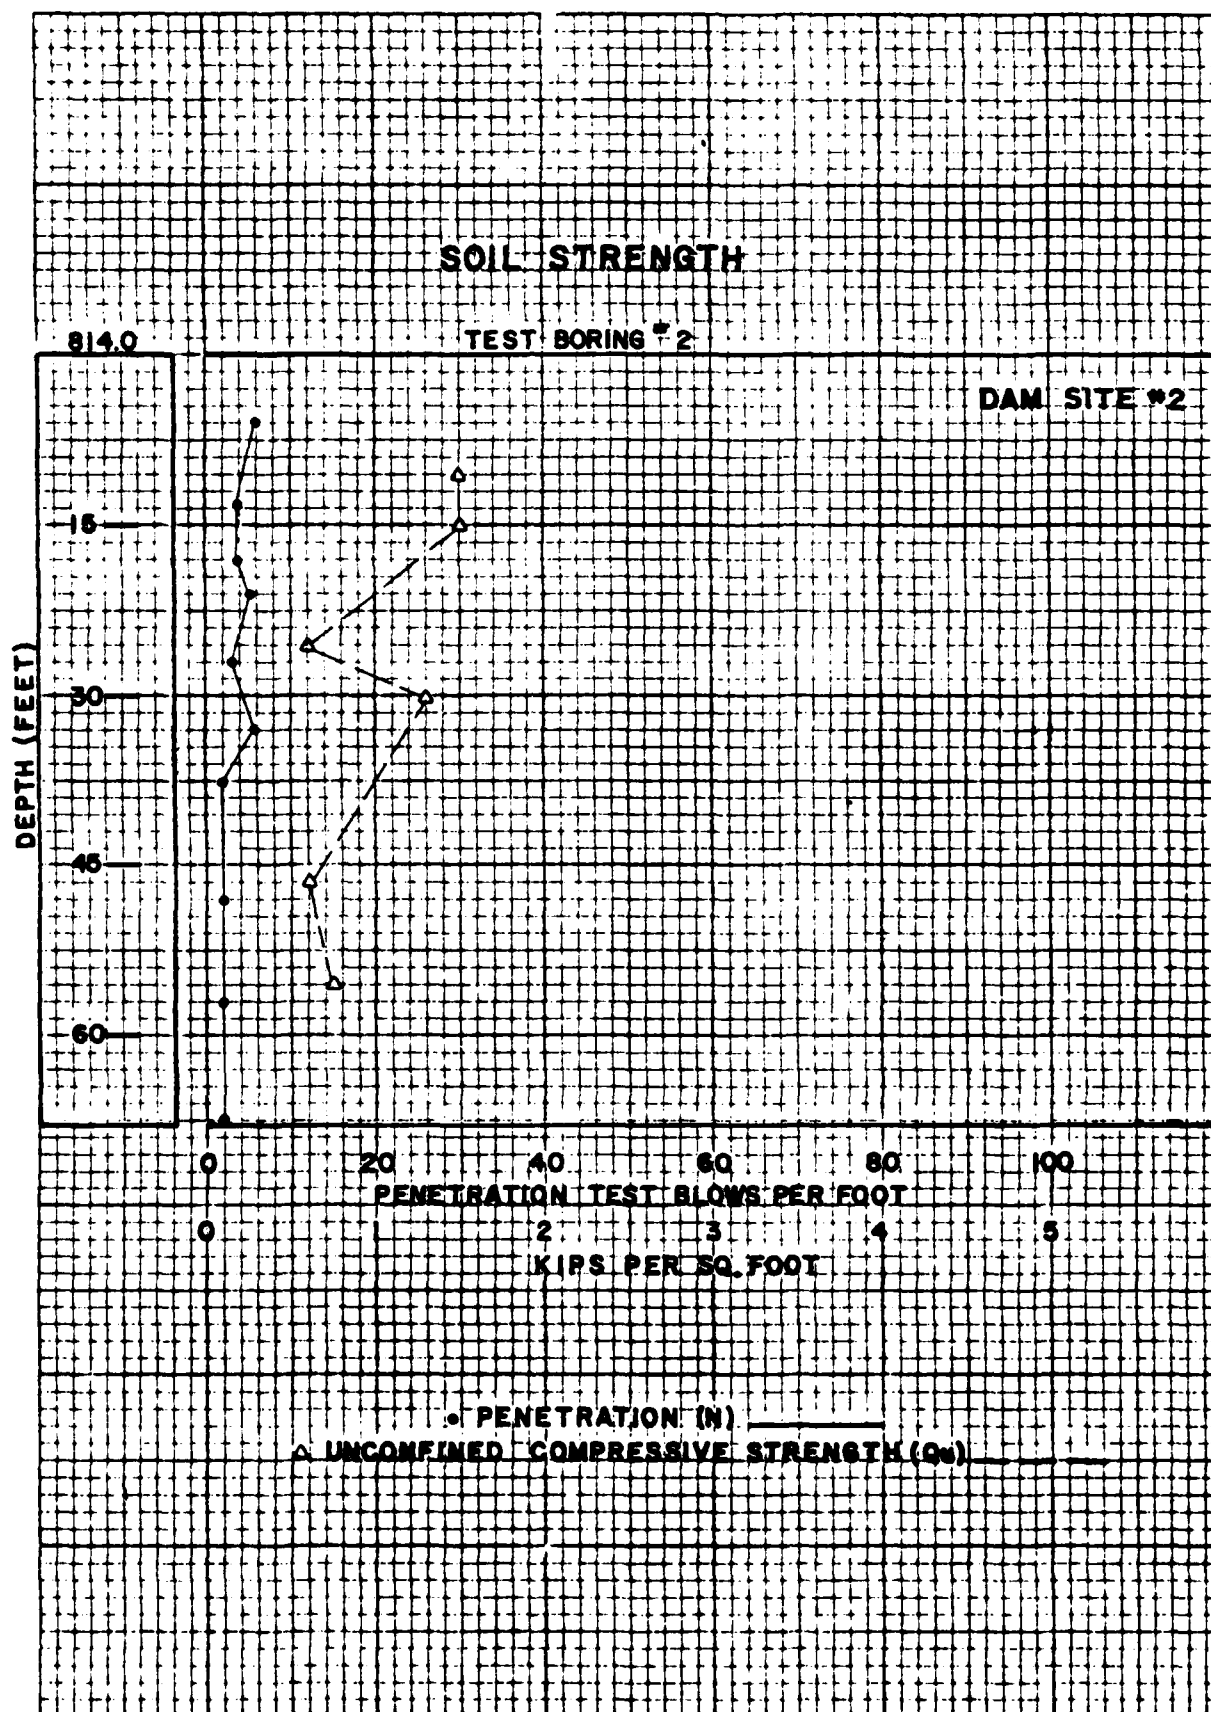 SOIL STRENGTH
814.0
TEST BORING #2
DAM SITE #2
15
30
45
60
DEPTH (FEET)
0 20 40 60 80 100
PENETRATION TEST BLOWS PER FOOT
0 1 2 3 4 5
KIPS PER SQ. FOOT
• PENETRATION (N)
△ UNCONFINED COMPRESSIVE STRENGTH (Qu)